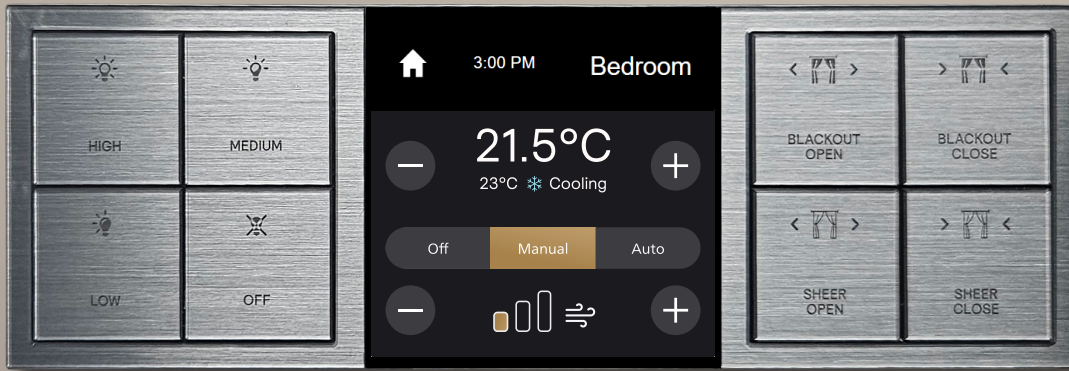 HIGH
MEDIUM
LOW
OFF
3:00 PM
Bedroom
21.5°C
23°C Cooling
Off
Manual
Auto
BLACKOUT
OPEN
BLACKOUT
CLOSE
SHEER
OPEN
SHEER
CLOSE